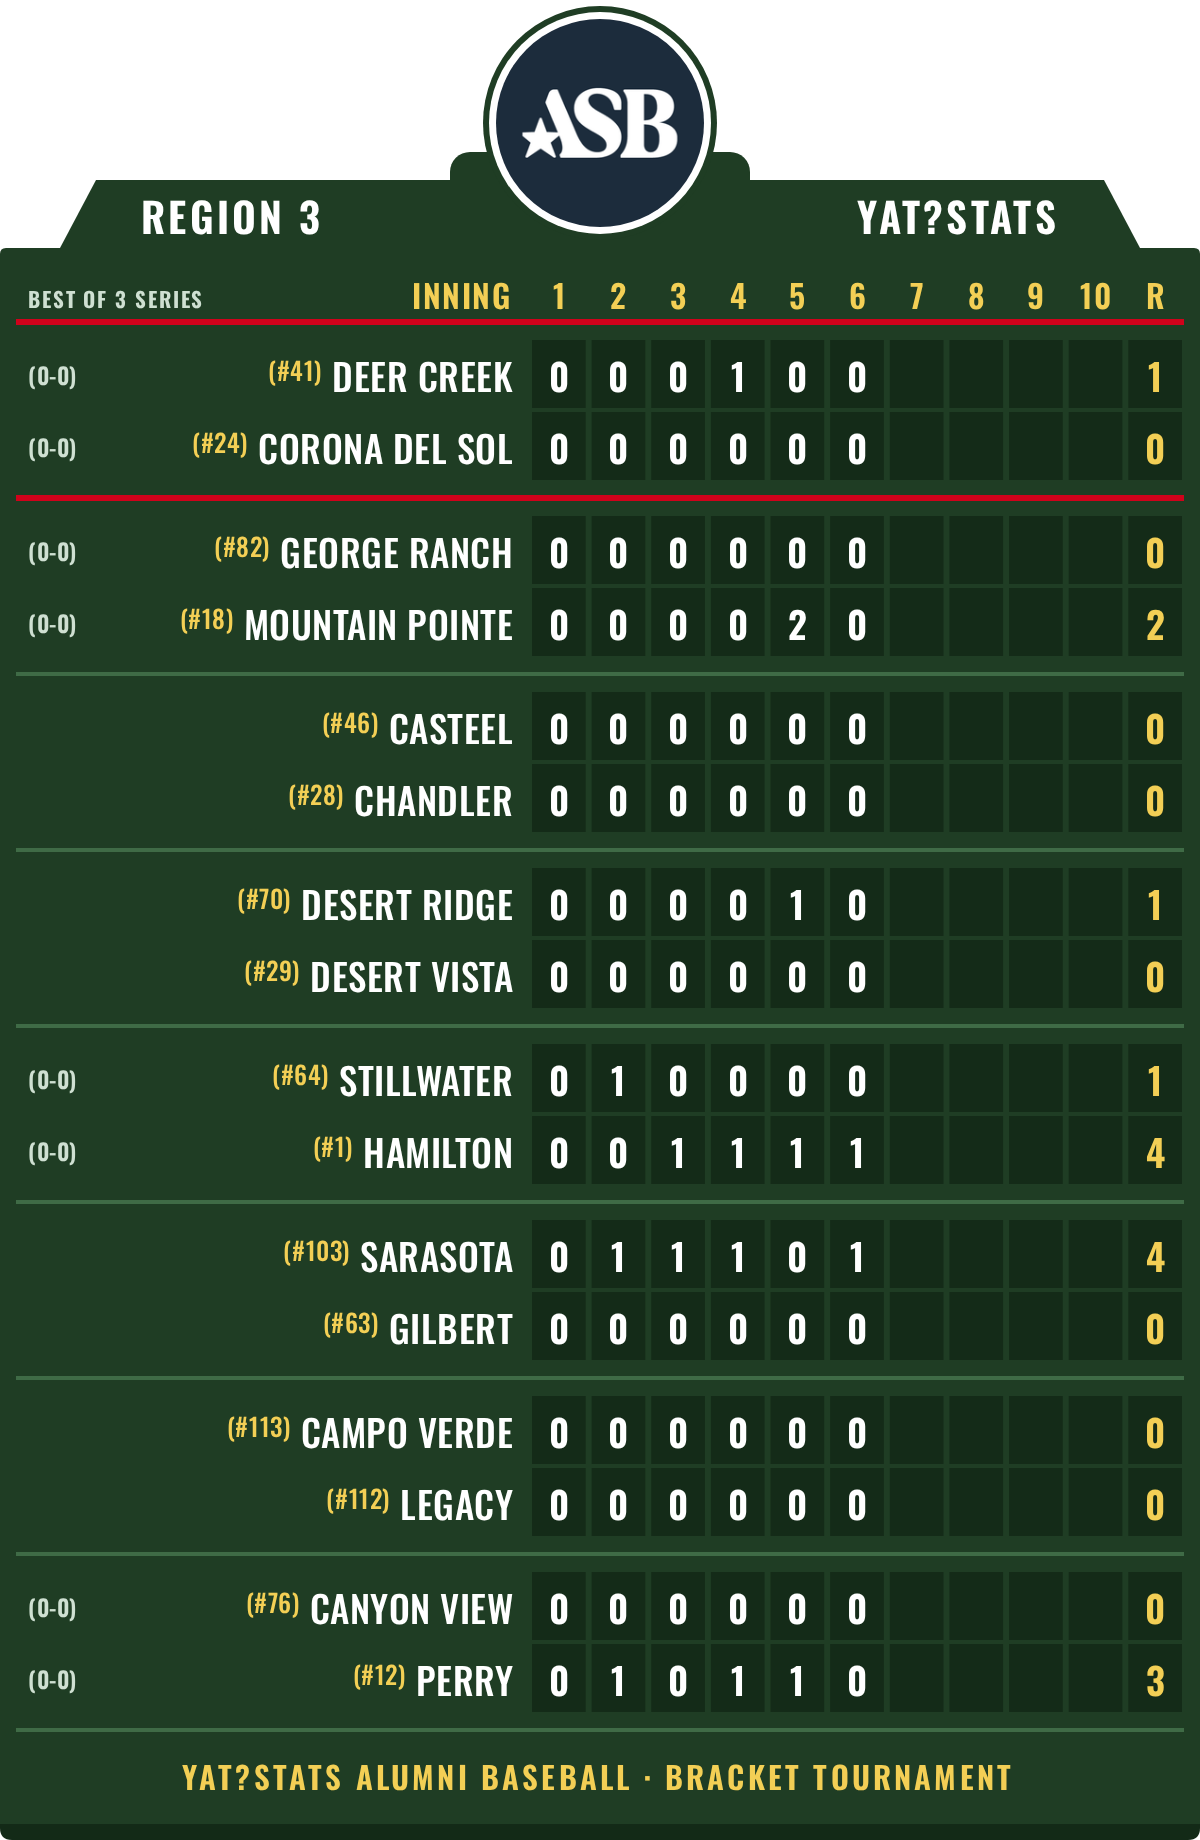 ASB
REGION 3 YAT?STATS
BEST OF 3 SERIES INNING 1 2 3 4 5 6 7 8 9 10 R
(0-0) (#41) DEER CREEK 0 0 0 1 0 0 1
(0-0) (#24) CORONA DEL SOL 0 0 0 0 0 0 0
(0-0) (#82) GEORGE RANCH 0 0 0 0 0 0 0
(0-0) (#18) MOUNTAIN POINTE 0 0 0 0 2 0 2
(#46) CASTEEL 0 0 0 0 0 0 0
(#28) CHANDLER 0 0 0 0 0 0 0
(#70) DESERT RIDGE 0 0 0 0 1 0 1
(#29) DESERT VISTA 0 0 0 0 0 0 0
(0-0) (#64) STILLWATER 0 1 0 0 0 0 1
(0-0) (#1) HAMILTON 0 0 1 1 1 1 4
(#103) SARASOTA 0 1 1 1 0 1 4
(#63) GILBERT 0 0 0 0 0 0 0
(#113) CAMPO VERDE 0 0 0 0 0 0 0
(#112) LEGACY 0 0 0 0 0 0 0
(0-0) (#76) CANYON VIEW 0 0 0 0 0 0 0
(0-0) (#12) PERRY 0 1 0 1 1 0 3
YAT?STATS ALUMNI BASEBALL · BRACKET TOURNAMENT